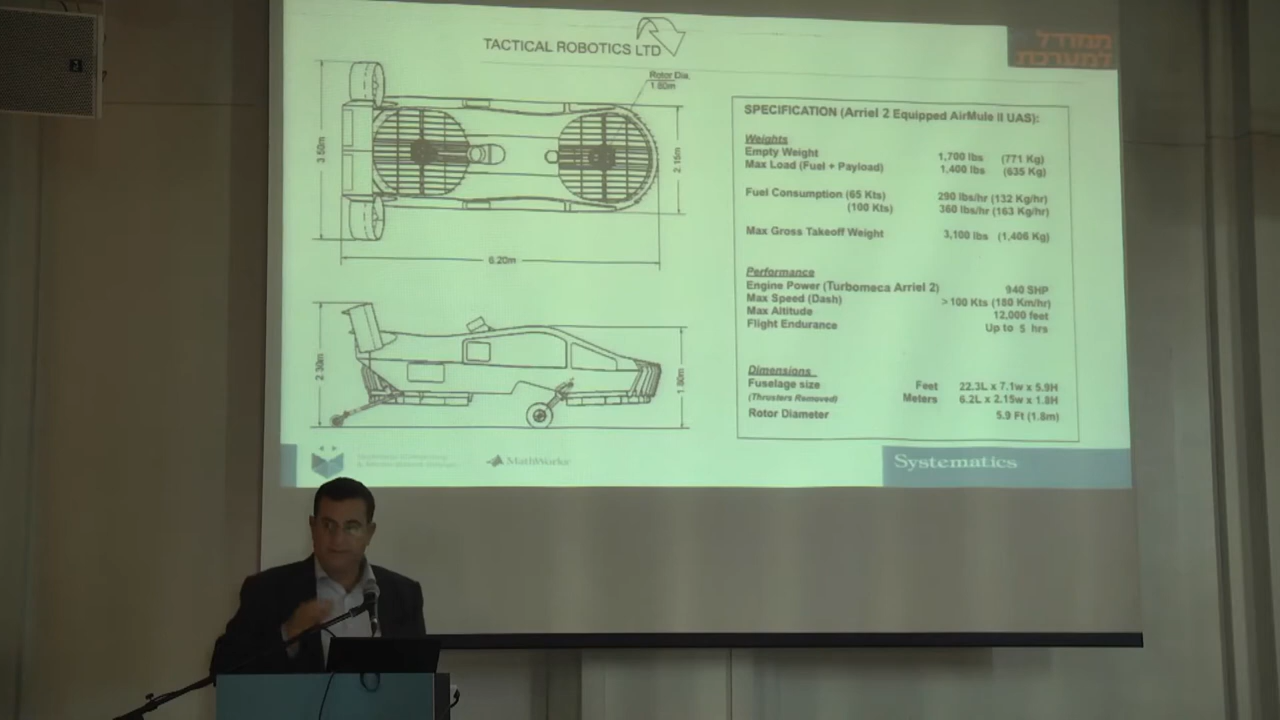 TACTICAL ROBOTICS LTD
ממודל
למערכת
Rotor Dia.
1.80m
3.50m
2.15m
6.20m
2.30m
1.80m
SPECIFICATION (Arriel 2 Equipped AirMule II UAS):
Weights
Empty Weight 1,700 lbs (771 Kg)
Max Load (Fuel + Payload) 1,400 lbs (635 Kg)
Fuel Consumption (65 Kts) 290 lbs/hr (132 Kg/hr)
(100 Kts) 360 lbs/hr (163 Kg/hr)
Max Gross Takeoff Weight 3,100 lbs (1,406 Kg)
Performance
Engine Power (Turbomeca Arriel 2) 940 SHP
Max Speed (Dash) >100 Kts (180 Km/hr)
Max Altitude 12,000 feet
Flight Endurance Up to 5 hrs
Dimensions
Fuselage size Feet 22.3L x 7.1w x 5.9H
(Thrusters Removed) Meters 6.2L x 2.15w x 1.8H
Rotor Diameter 5.9 Ft (1.8m)
MathWorks
Systematics